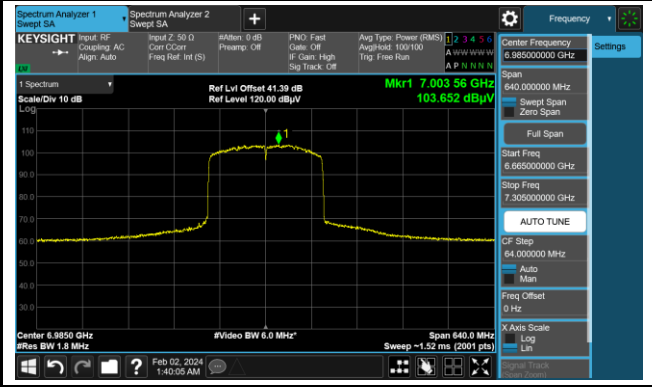 Spectrum Analyzer 1
Swept SA
Spectrum Analyzer 2
Swept SA
+
Frequency
KEYSIGHT
Input: RF
Coupling: AC
Align: Auto
Input Z: 50 Ω
Corr CCorr
Freq Ref: Int (S)
#Atten: 0 dB
Preamp: Off
PNO: Fast
Gate: Off
IF Gain: High
Sig Track: Off
Avg Type: Power (RMS)
Avg|Hold: 100/100
Trig: Free Run
1 2 3 4 5 6
A W W W W W
A P N N N N
LXI
1 Spectrum
Scale/Div 10 dB
Ref Lvl Offset 41.39 dB
Ref Level 120.00 dBµV
Mkr1 7.003 56 GHz
103.652 dBµV
Log
110
100
90.0
80.0
70.0
60.0
50.0
40.0
30.0
1
Center 6.9850 GHz
#Res BW 1.8 MHz
#Video BW 6.0 MHz*
Span 640.0 MHz
Sweep ~1.52 ms (2001 pts)
Center Frequency
6.985000000 GHz
Settings
Span
640.000000 MHz
Swept Span
Zero Span
Full Span
Start Freq
6.665000000 GHz
Stop Freq
7.305000000 GHz
AUTO TUNE
CF Step
64.000000 MHz
Auto
Man
Freq Offset
0 Hz
X Axis Scale
Log
Lin
Signal Track
(Span Zoom)
?
Feb 02, 2024
1:40:05 AM